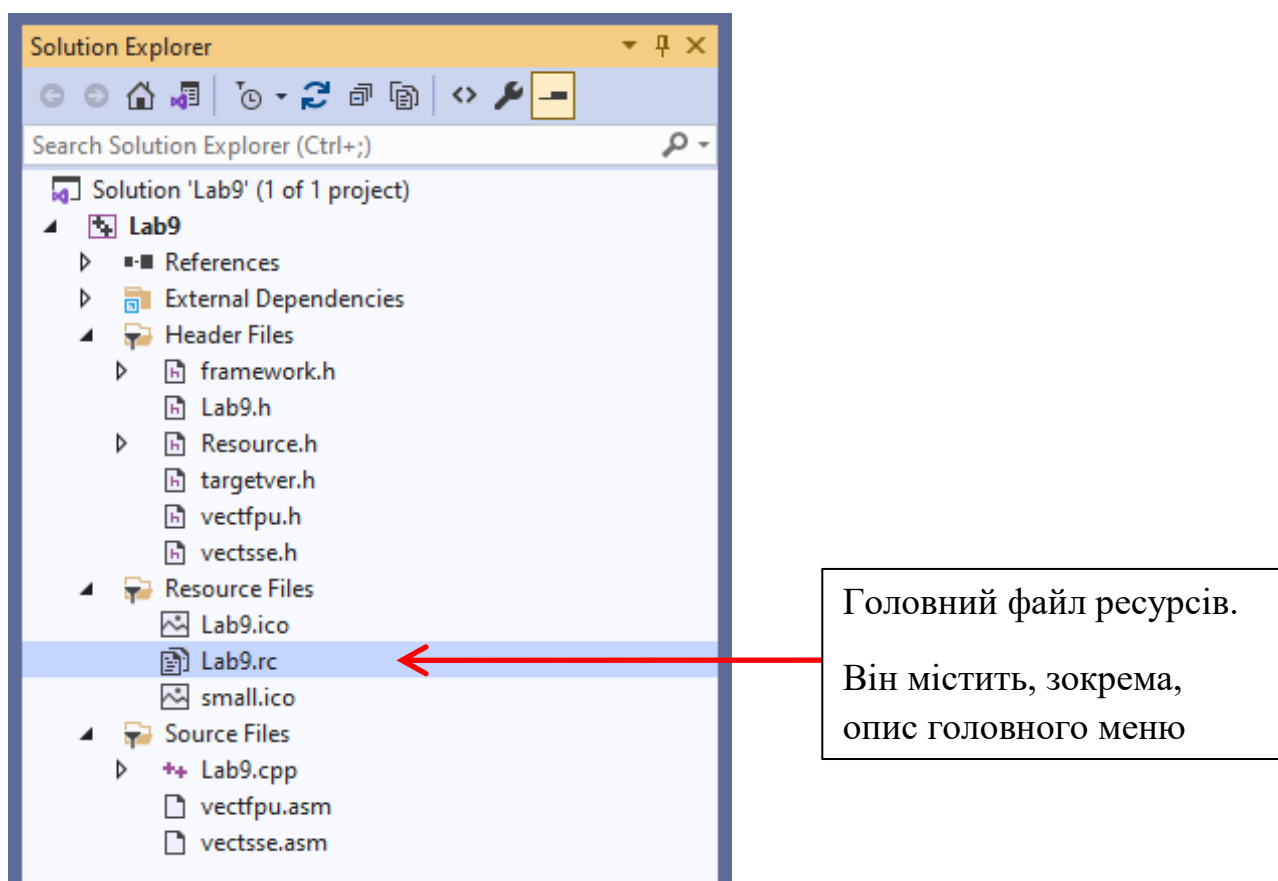 Solution Explorer
Search Solution Explorer (Ctrl+;)
Solution 'Lab9' (1 of 1 project)
Lab9
References
External Dependencies
Header Files
framework.h
Lab9.h
Resource.h
targetver.h
vectfpu.h
vectsse.h
Resource Files
Lab9.ico
Lab9.rc
small.ico
Source Files
Lab9.cpp
vectfpu.asm
vectsse.asm
Головний файл ресурсів.
Він містить, зокрема,
опис головного меню